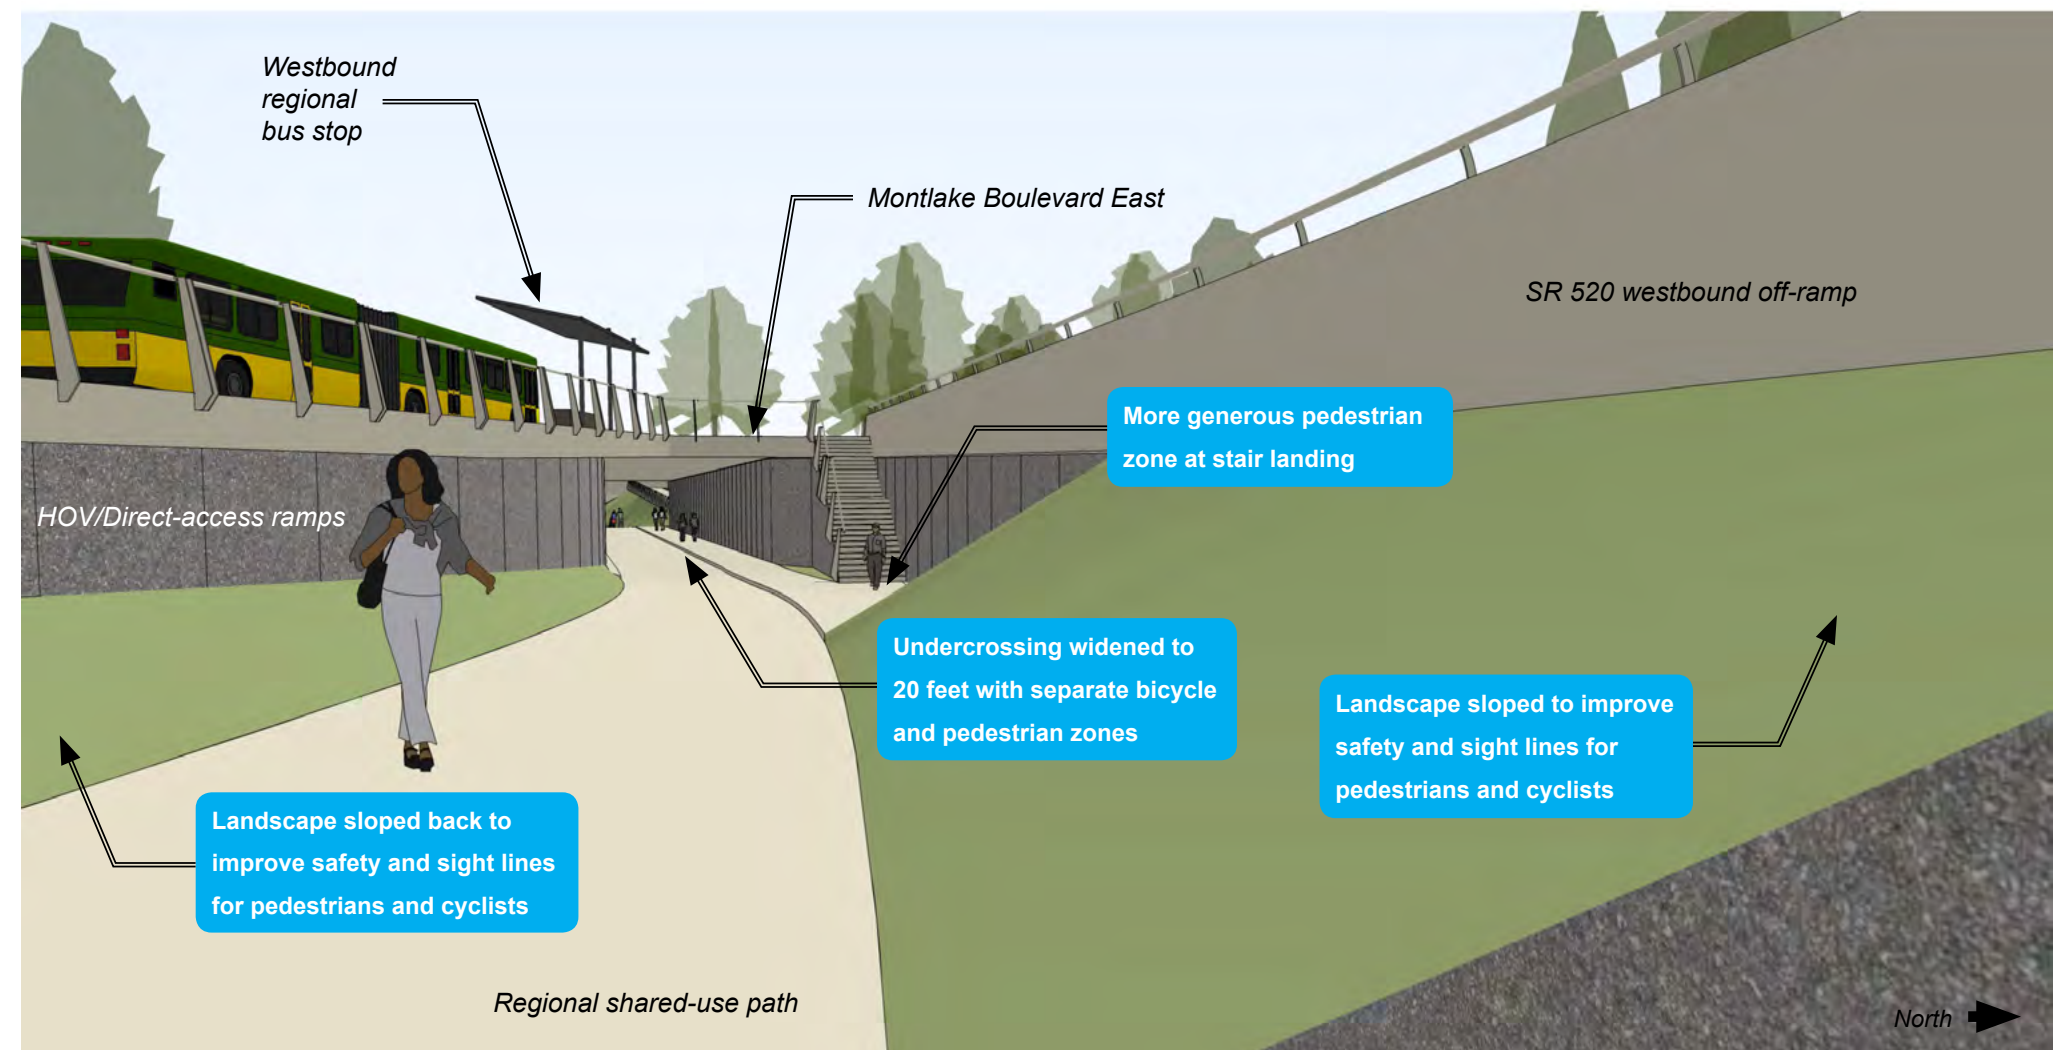 Westbound
regional
bus stop
Montlake Boulevard East
SR 520 westbound off-ramp
More generous pedestrian
zone at stair landing
HOV/Direct-access ramps
Undercrossing widened to
20 feet with separate bicycle
and pedestrian zones
Landscape sloped to improve
safety and sight lines for
pedestrians and cyclists
Landscape sloped back to
improve safety and sight lines
for pedestrians and cyclists
Regional shared-use path
North